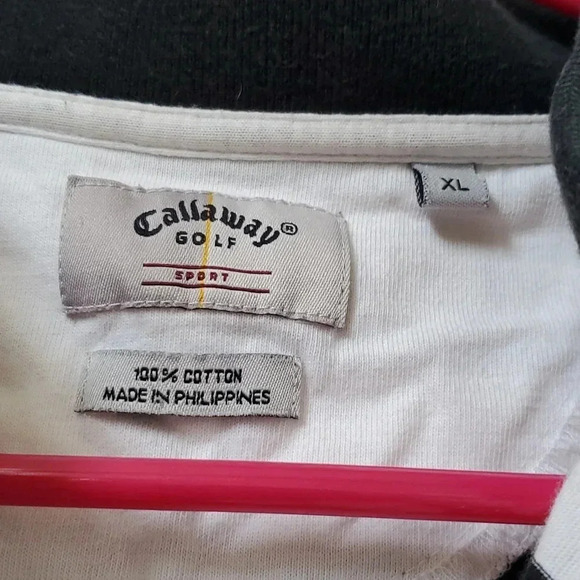 Callaway®
GOLF
SPORT
XL
100% COTTON
MADE IN PHILIPPINES